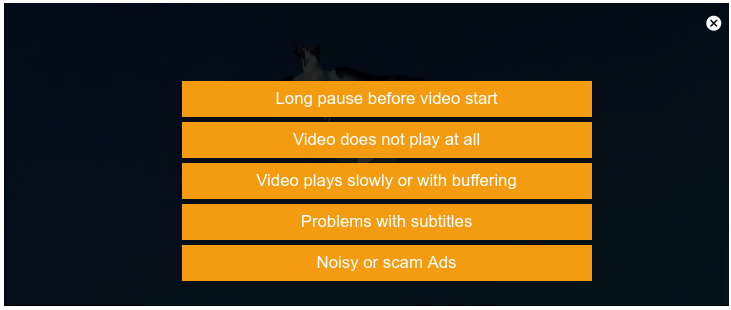 Long pause before video start
Video does not play at all
Video plays slowly or with buffering
Problems with subtitles
Noisy or scam Ads